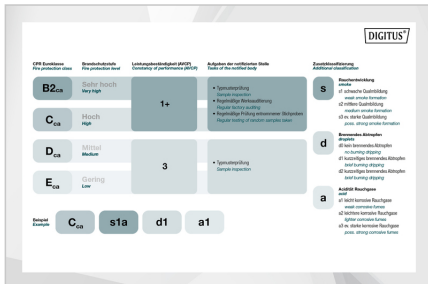 DIGITUS®
CPR Euroklasse
Fire protection class
Brandschutzstufe
Fire protection level
Leistungsbeständigkeit (AVCP)
Constancy of performance (AVCP)
Aufgaben der notifizierten Stelle
Tasks of the notified body
Zusatzklassifizierung
Additional classification
B2ca
Sehr hoch
Very high
Cca
Hoch
High
1+
• Typmusterprüfung
Sample inspection
• Regelmäßige Werksauditierung
Regular factory auditing
• Regelmäßige Prüfung entnommener Stichproben
Regular testing of random samples taken
Dca
Mittel
Medium
Eca
Gering
Low
3
• Typmusterprüfung
Sample inspection
s
Rauchentwicklung
smoke
s1 schwache Qualmbildung
weak smoke formation
s2 mittlere Qualmbildung
medium smoke formation
s3 ev. starke Qualmbildung
poss. strong smoke formation
d
Brennendes Abtropfen
droplets
d0 kein brennendes Abtropfen
no burning dripping
d1 kurzzeitiges brennendes Abtropfen
brief burning dripping
d2 kurzzeitiges brennendes Abtropfen
brief burning dripping
a
Acidität Rauchgase
acid
a1 leicht korrosive Rauchgase
weak corrosive fumes
a2 leichtere korrosive Rauchgase
lighter corrosive fumes
a3 ev. starke korrosive Rauchgase
poss. strong corrosive fumes
Beispiel
Example
Cca
s1a
d1
a1